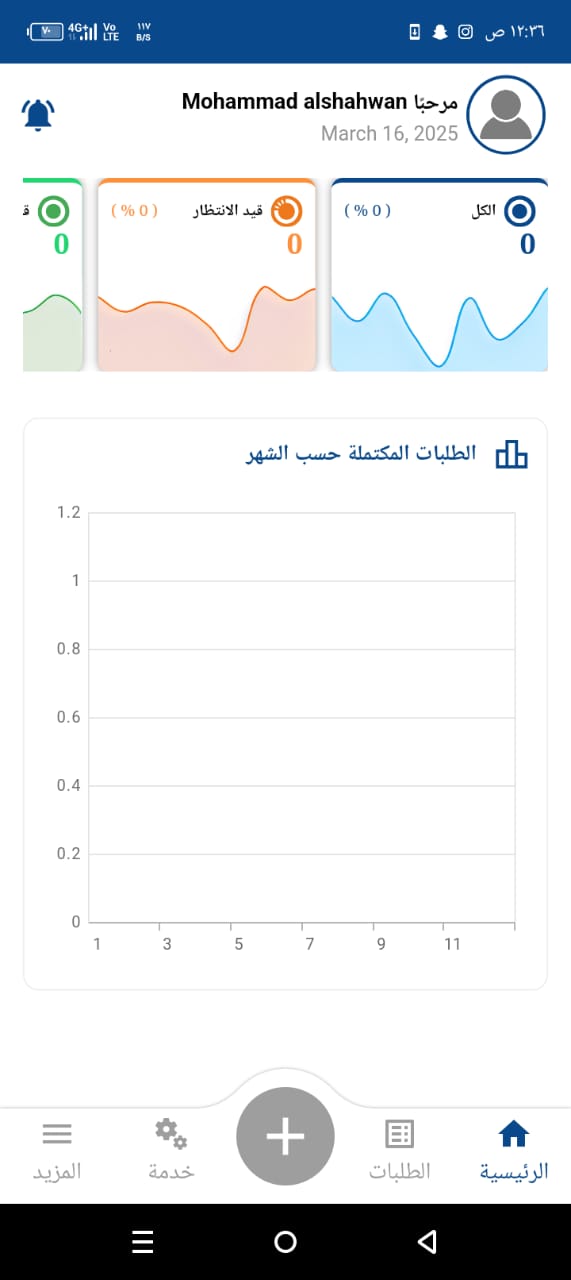 ١٢:٣٦ ص
١١٧ B/S
Vo LTE
4G+
٧٠
مرحبًا Mohammad alshahwan
March 16, 2025
الكل
( % 0 )
0
قيد الانتظار
( % 0 )
0
ق
0
الطلبات المكتملة حسب الشهر
1.2
1
0.8
0.6
0.4
0.2
0
1 3 5 7 9 11
الرئيسية
الطلبات
خدمة
المزيد